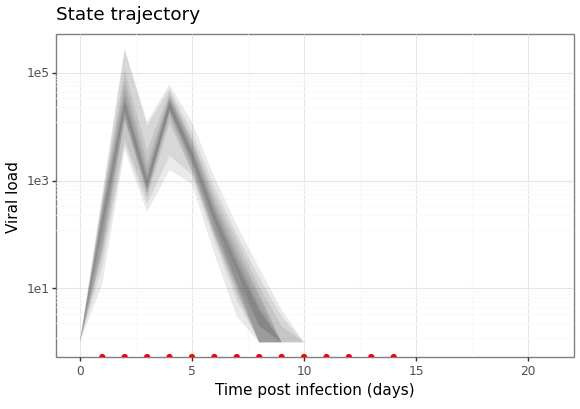 State trajectory
Viral load
1e5
1e3
1e1
0 5 10 15 20
Time post infection (days)